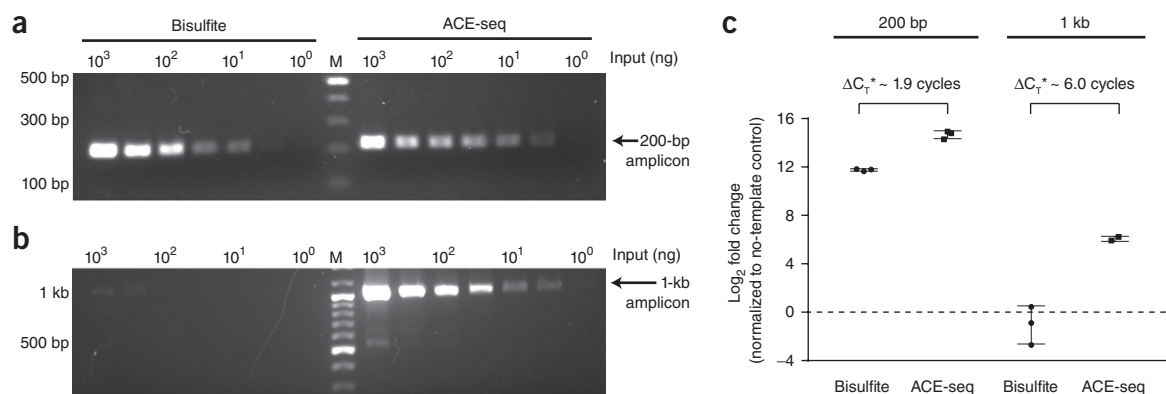 a
Bisulfite
ACE-seq
10³ 10² 10¹ 10⁰ M 10³ 10² 10¹ 10⁰ Input (ng)
500 bp
300 bp
100 bp
200-bp
amplicon
b
10³ 10² 10¹ 10⁰ M 10³ 10² 10¹ 10⁰ Input (ng)
1 kb
500 bp
1-kb
amplicon
c
200 bp
1 kb
ΔC_T* ~ 1.9 cycles
ΔC_T* ~ 6.0 cycles
Log₂ fold change
(normalized to no-template control)
16
12
8
4
0
–4
Bisulfite ACE-seq Bisulfite ACE-seq